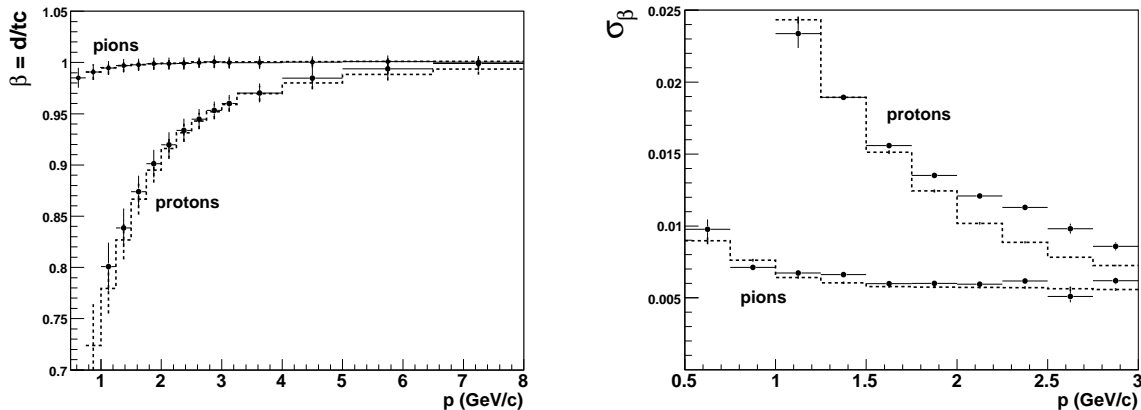 β = d/tc
1.05
1
0.95
0.9
0.85
0.8
0.75
0.7
pions
protons
1 2 3 4 5 6 7 8
p (GeV/c)
σβ
0.025
0.02
0.015
0.01
0.005
protons
pions
0.5 1 1.5 2 2.5 3
p (GeV/c)